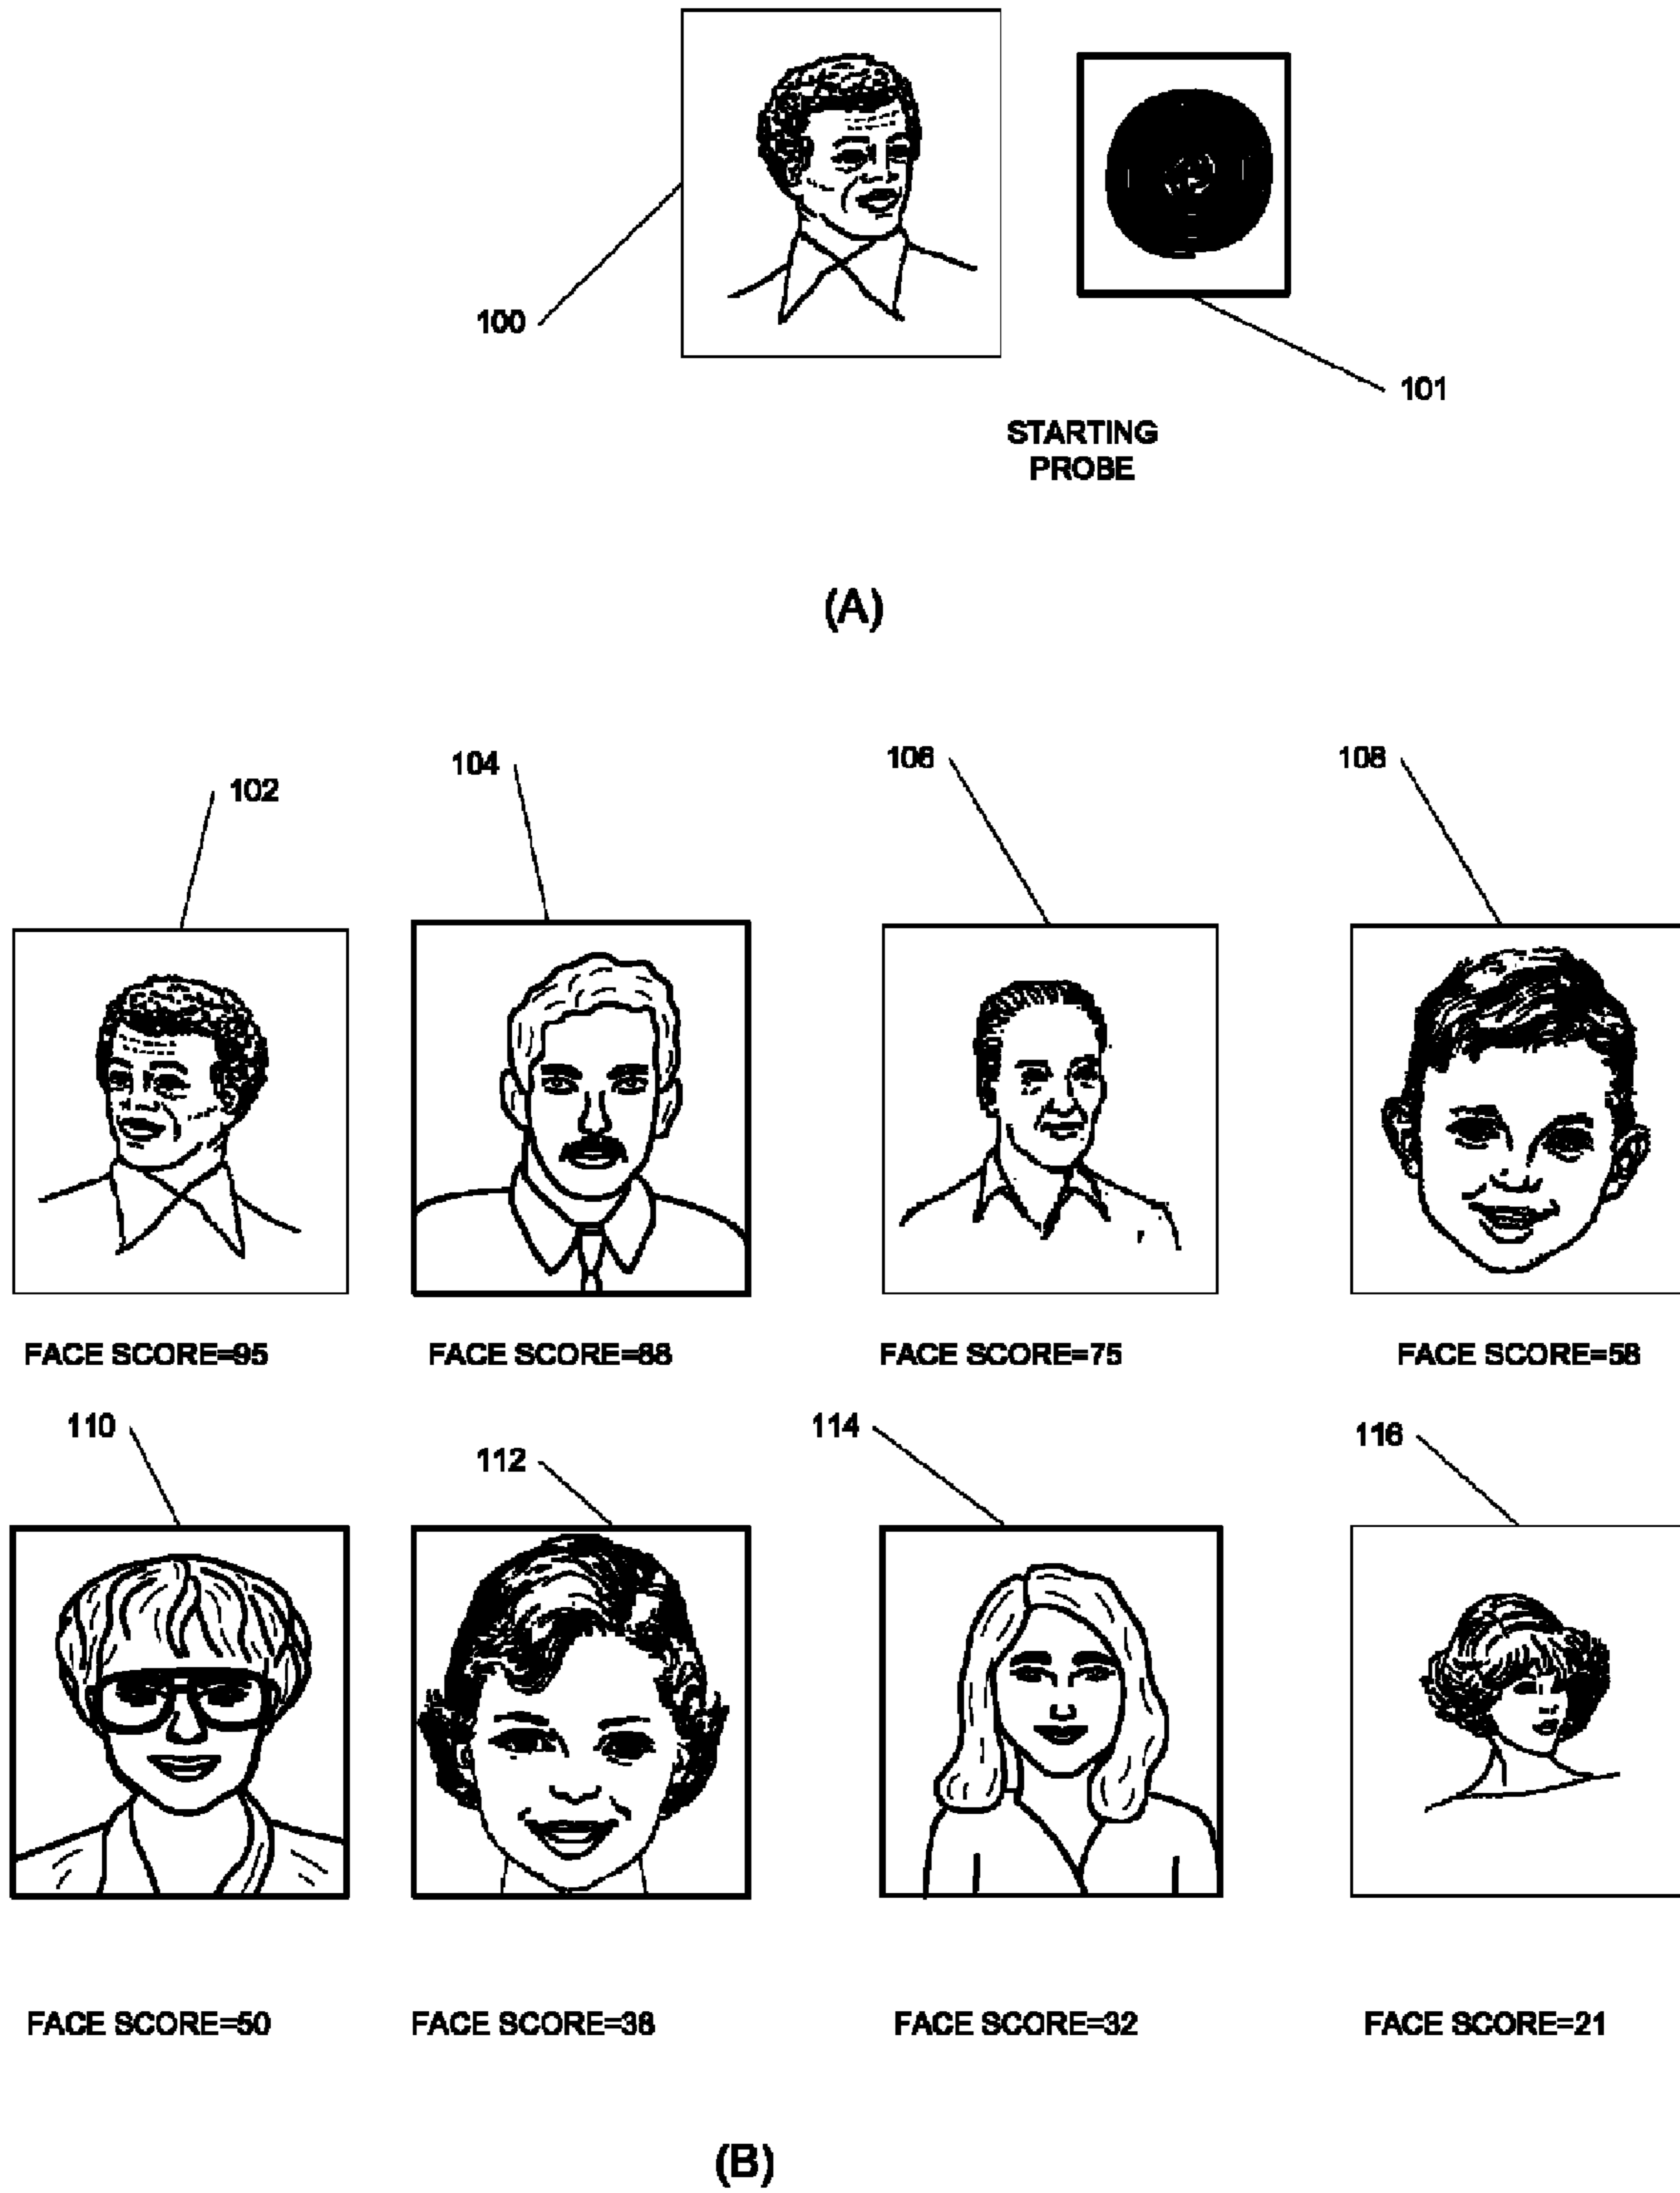 100
101
STARTING
PROBE
(A)
102
104
106
108
FACE SCORE=95
FACE SCORE=88
FACE SCORE=75
FACE SCORE=58
110
112
114
116
FACE SCORE=50
FACE SCORE=38
FACE SCORE=32
FACE SCORE=21
(B)